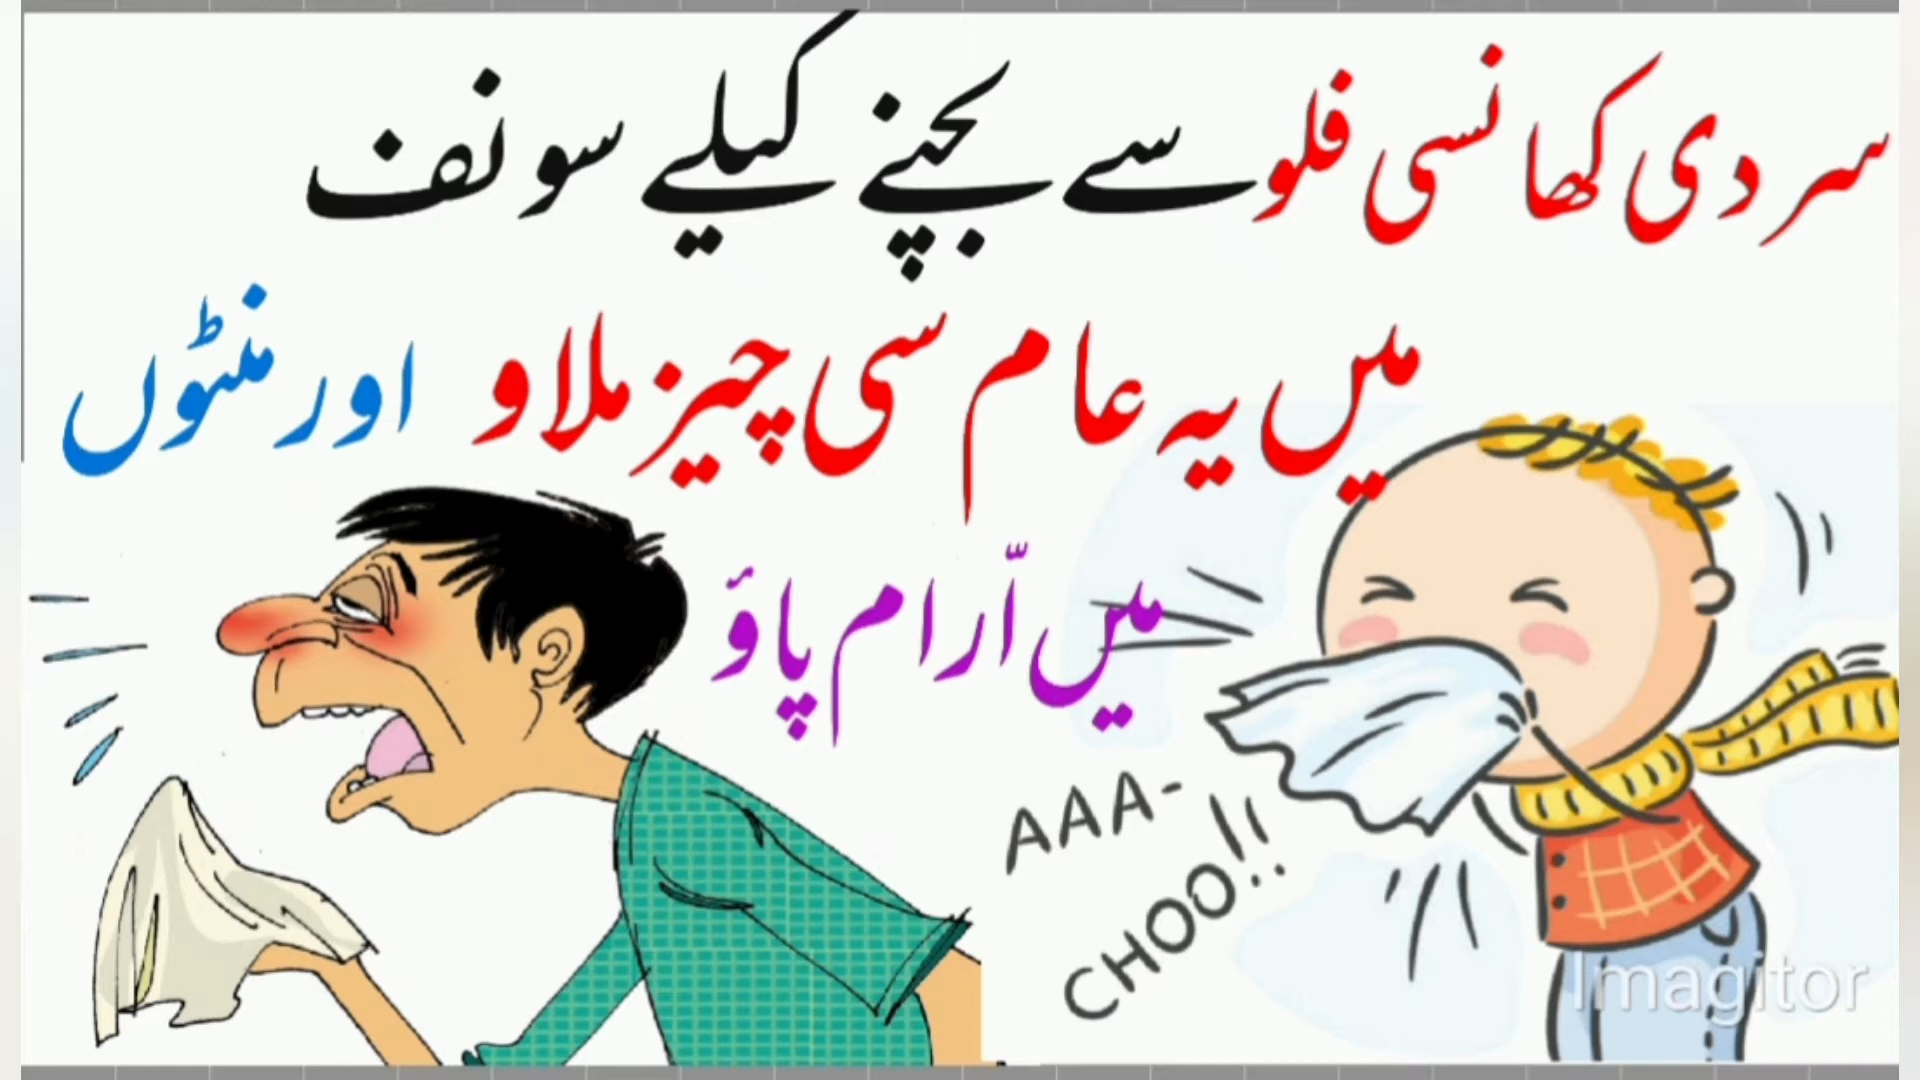 سردی کھانسی فلو سے بچنے کیلے سونف
میں یہ عام سی چیز ملاو اور منٹوں
میں آرام پاؤ
AAA-
CHOO!!
Imagitor